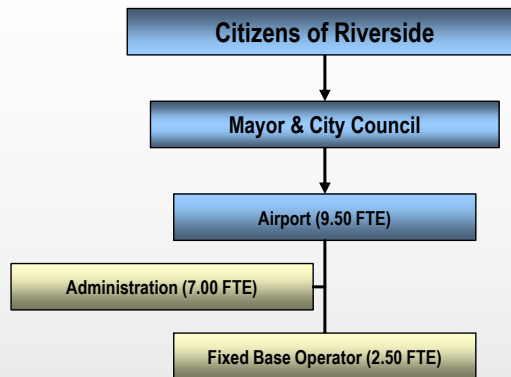 Citizens of Riverside
Mayor & City Council
Airport (9.50 FTE)
Administration (7.00 FTE)
Fixed Base Operator (2.50 FTE)